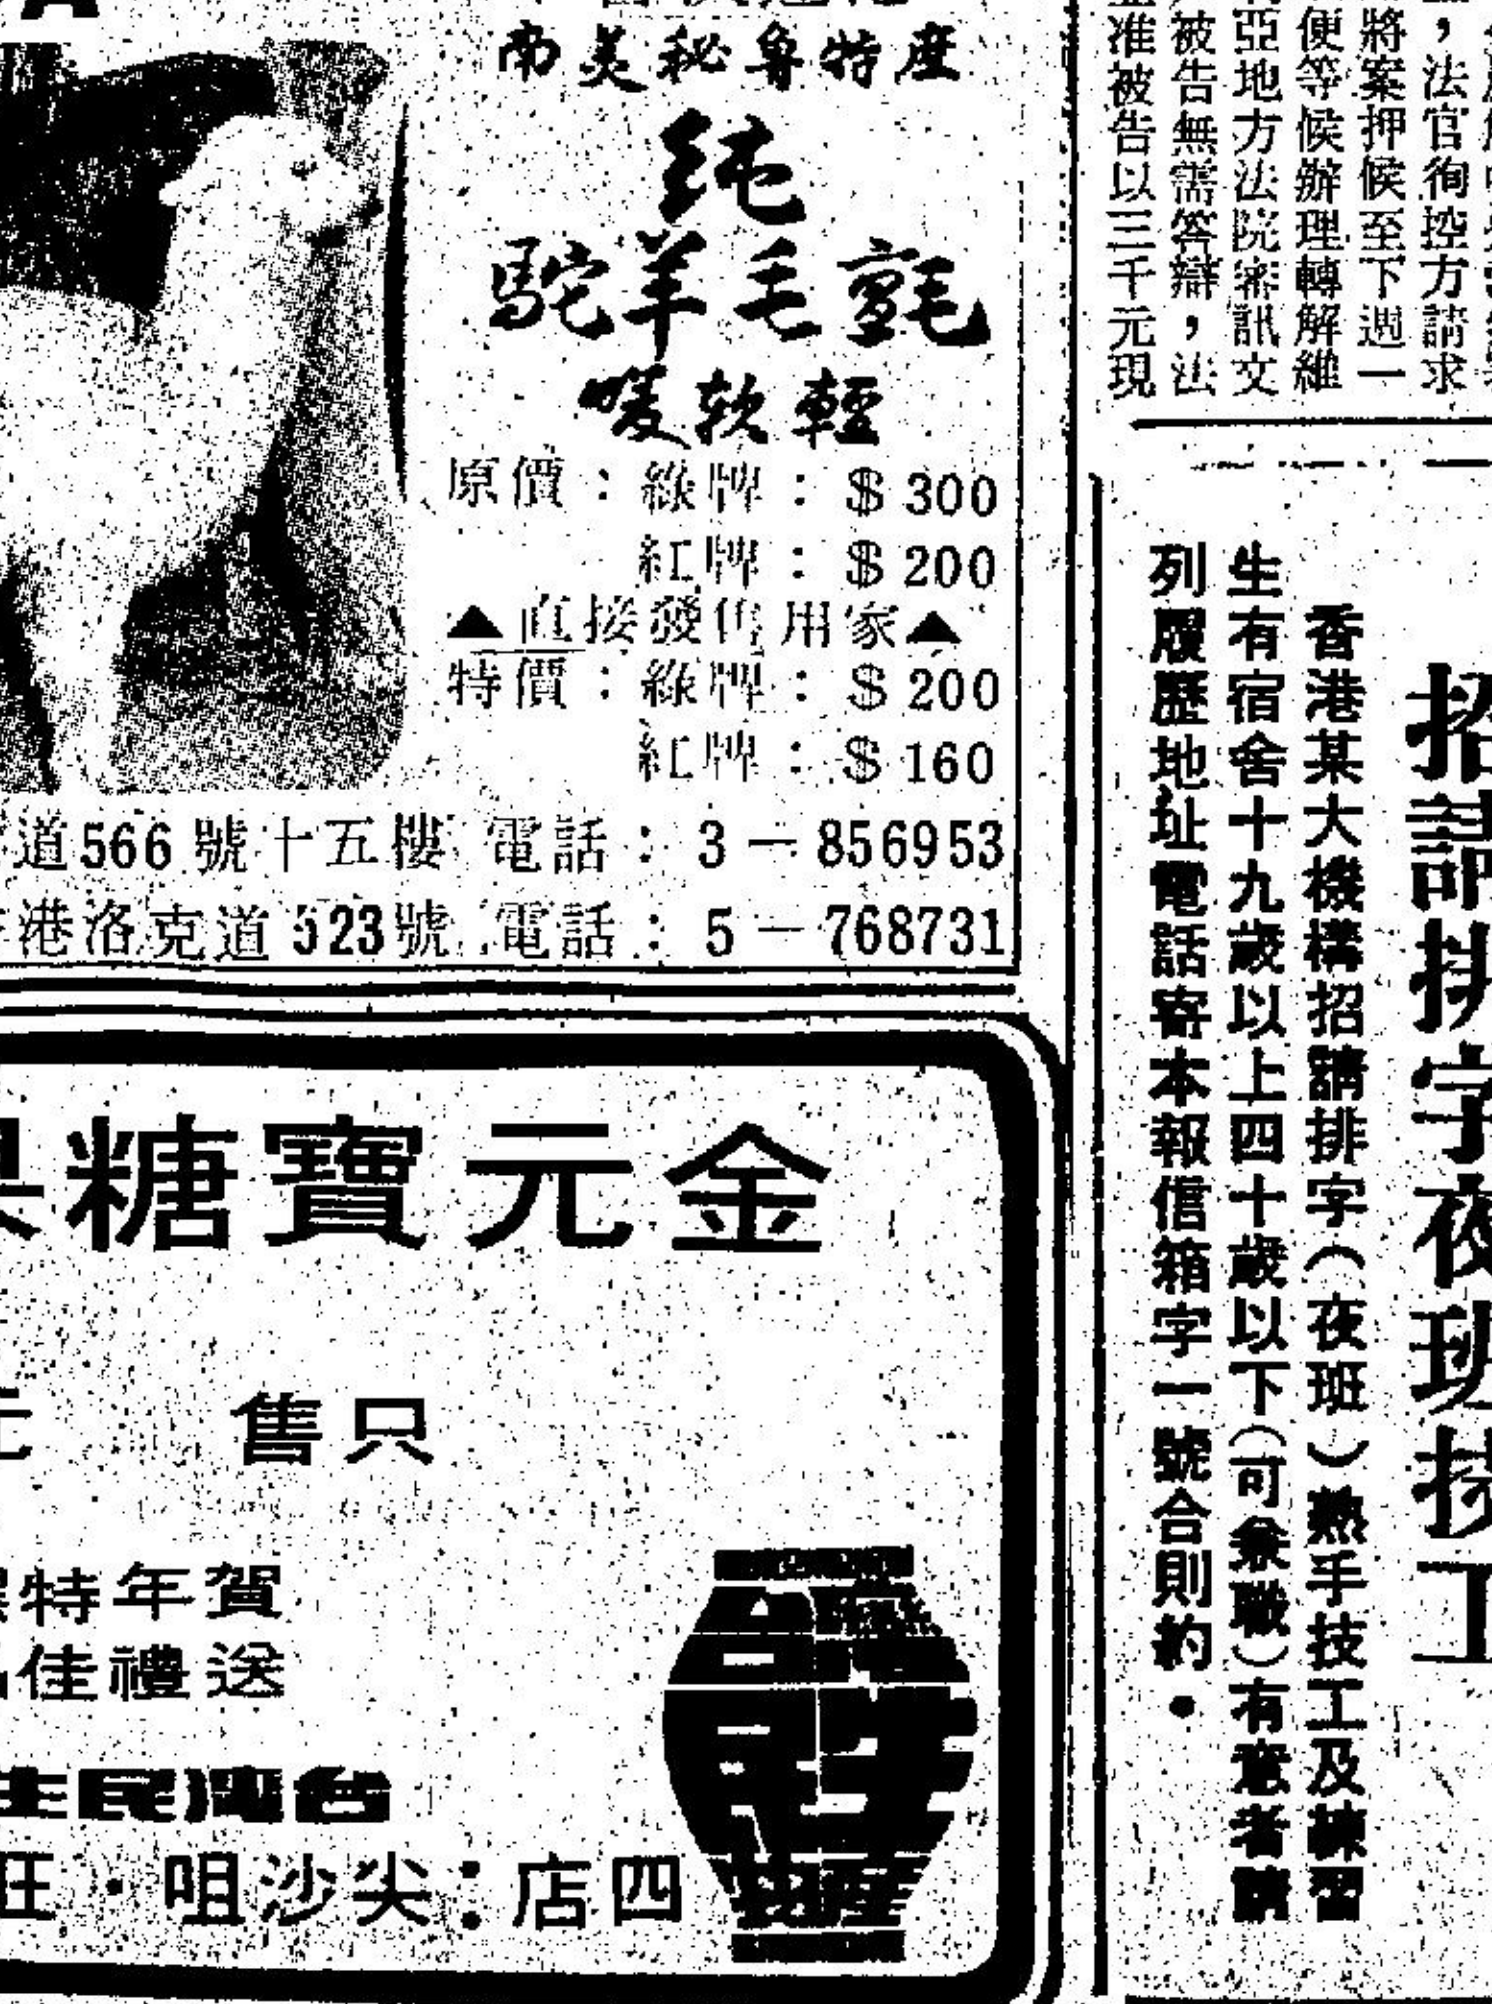 南美秘魯特產
純
駝羊毛氈
輕軟暖
原價：綠牌：$300
紅牌：$200
▲直接發售用家▲
特價：綠牌：$200
紅牌：$160
道566號十五樓 電話：3－856953
港洛克道523號 電話：5－768731
金元寶糖果
只售 元
賀年特
送禮佳
台灣民生
物產
四店：尖沙咀·旺
，法官徇控方請求
將案押候至下週一
便等候辦理轉解維
亞地方法院審訊文
被告無需答辯，法
准被告以三千元現
招請排字夜班技工
香港某大機構招請排字（夜班）熟手技工及練習
生有宿舍十九歲以上四十歲以下（可兼職）有意者請
列履歷地址電話寄本報信箱字一號合則約．